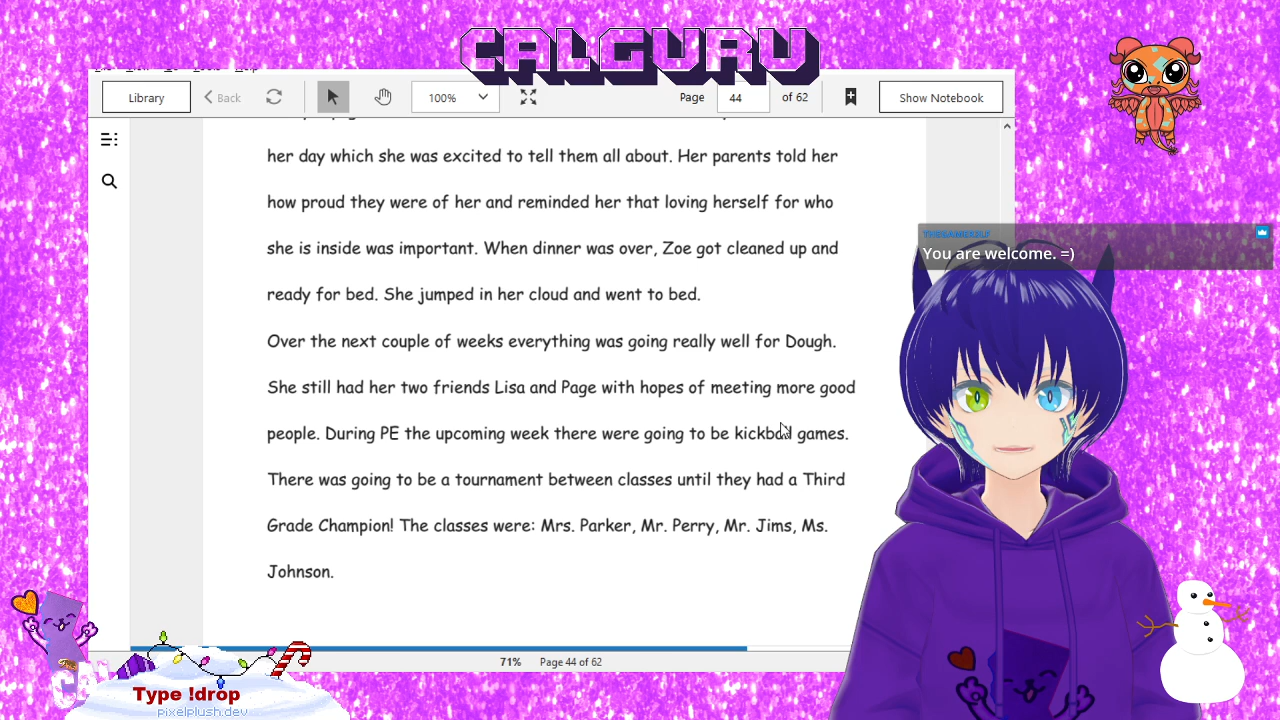 CALGURU
Library
Back
100%
Page 44 of 62
Show Notebook
her day which she was excited to tell them all about. Her parents told her
how proud they were of her and reminded her that loving herself for who
she is inside was important. When dinner was over, Zoe got cleaned up and
ready for bed. She jumped in her cloud and went to bed.
Over the next couple of weeks everything was going really well for Dough.
She still had her two friends Lisa and Page with hopes of meeting more good
people. During PE the upcoming week there were going to be kickball games.
There was going to be a tournament between classes until they had a Third
Grade Champion! The classes were: Mrs. Parker, Mr. Perry, Mr. Jims, Ms.
Johnson.
You are welcome. =)
71%
Page 44 of 62
Type !drop
pixelplush.dev